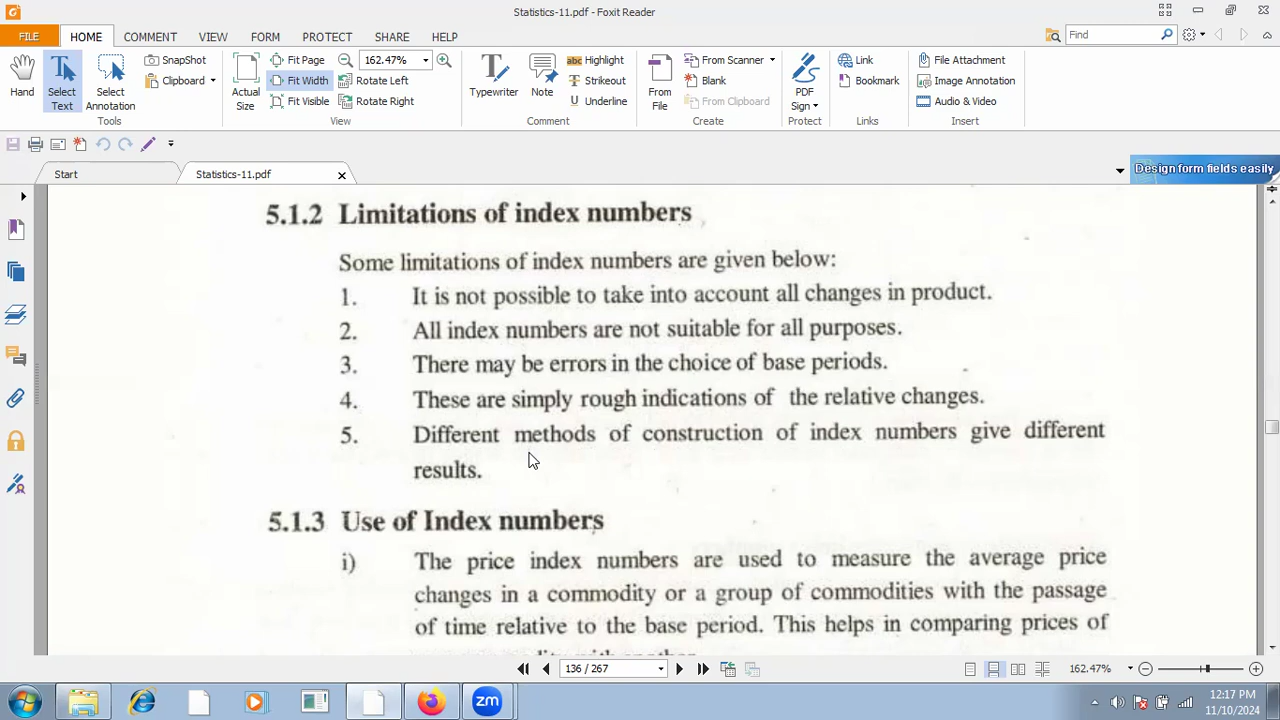 Statistics-11.pdf - Foxit Reader
FILE HOME COMMENT VIEW FORM PROTECT SHARE HELP
Find
Hand
Select
Text
Select
Annotation
SnapShot
Clipboard
Tools
Actual
Size
Fit Page
Fit Width
Fit Visible
162.47%
Rotate Left
Rotate Right
View
Typewriter
Note
Highlight
Strikeout
Underline
Comment
From
File
From Scanner
Blank
From Clipboard
Create
PDF
Sign
Protect
Link
Bookmark
Links
File Attachment
Image Annotation
Audio & Video
Insert
Start
Statistics-11.pdf
Design form fields easily
5.1.2 Limitations of index numbers
Some limitations of index numbers are given below:
1. It is not possible to take into account all changes in product.
2. All index numbers are not suitable for all purposes.
3. There may be errors in the choice of base periods.
4. These are simply rough indications of the relative changes.
5. Different methods of construction of index numbers give different
results.
5.1.3 Use of Index numbers
i) The price index numbers are used to measure the average price
changes in a commodity or a group of commodities with the passage
of time relative to the base period. This helps in comparing prices of
136 / 267
162.47%
zm
12:17 PM
11/10/2024